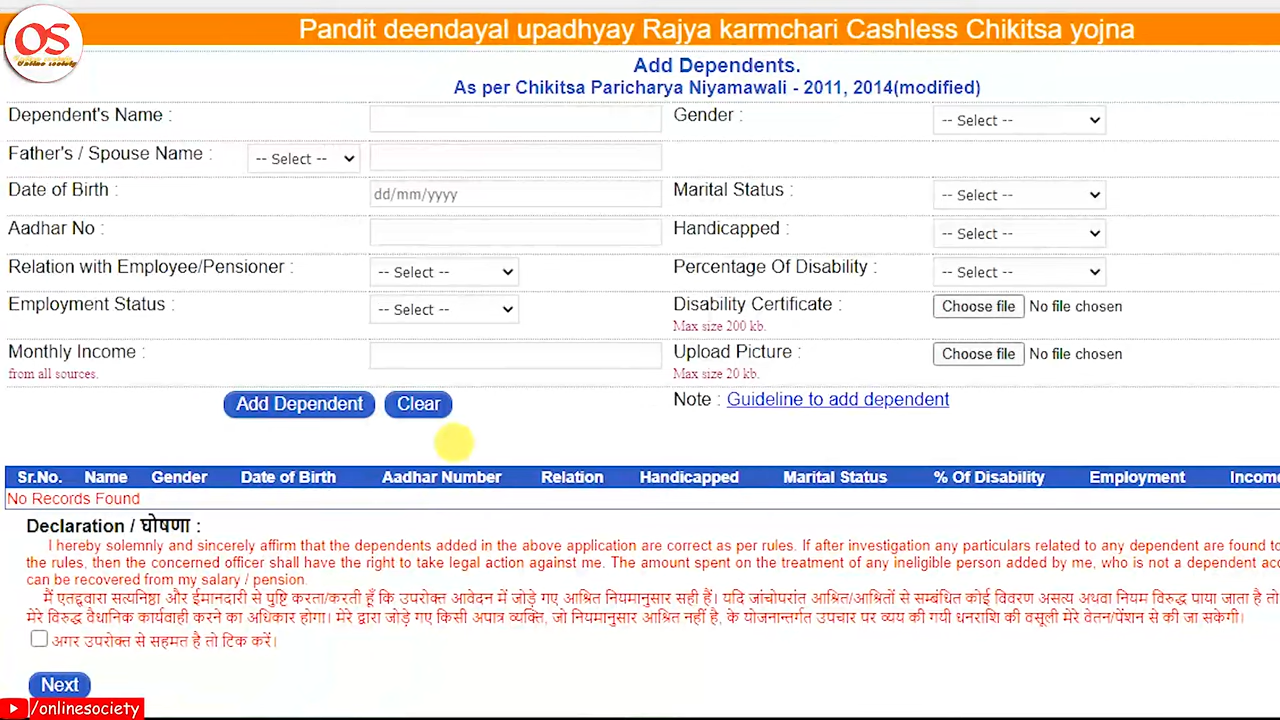 OS
Online society
Pandit deendayal upadhyay Rajya karmchari Cashless Chikitsa yojna
Add Dependents.
As per Chikitsa Paricharya Niyamawali - 2011, 2014(modified)
Dependent's Name : Gender : -- Select --
Father's / Spouse Name : -- Select --
Date of Birth : dd/mm/yyyy Marital Status : -- Select --
Aadhar No : Handicapped : -- Select --
Relation with Employee/Pensioner : -- Select -- Percentage Of Disability : -- Select --
Employment Status : -- Select -- Disability Certificate : Choose file No file chosen
Max size 200 kb.
Monthly Income : Upload Picture : Choose file No file chosen
from all sources. Max size 20 kb.
Add Dependent Clear Note : Guideline to add dependent
Sr.No. Name Gender Date of Birth Aadhar Number Relation Handicapped Marital Status % Of Disability Employment Income
No Records Found
Declaration / घोषणा :
I hereby solemnly and sincerely affirm that the dependents added in the above application are correct as per rules. If after investigation any particulars related to any dependent are found to
the rules, then the concerned officer shall have the right to take legal action against me. The amount spent on the treatment of any ineligible person added by me, who is not a dependent acc
can be recovered from my salary / pension.
मैं एतद्द्वारा सत्यनिष्ठा और ईमानदारी से पुष्टि करता/करती हूँ कि उपरोक्त आवेदन में जोड़े गए आश्रित नियमानुसार सही हैं। यदि जांचोपरांत आश्रित/आश्रितों से सम्बंधित कोई विवरण असत्य अथवा नियम विरुद्ध पाया जाता है तो
मेरे विरुद्ध वैधानिक कार्यवाही करने का अधिकार होगा। मेरे द्वारा जोड़े गए किसी अपात्र व्यक्ति, जो नियमानुसार आश्रित नहीं है, के योजनान्तर्गत उपचार पर व्यय की गयी धनराशि की वसूली मेरे वेतन/पेंशन से की जा सकेगी।
अगर उपरोक्त से सहमत है तो टिक करें।
Next
/onlinesociety